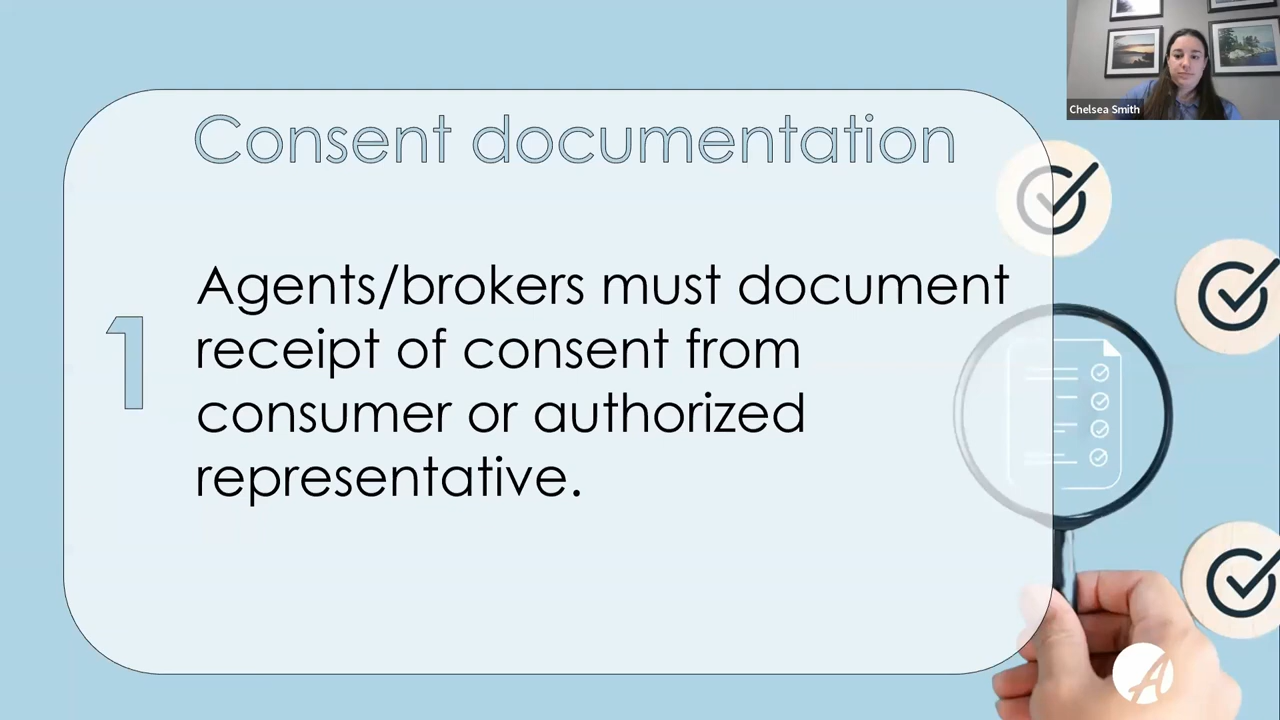 Chelsea Smith
Consent documentation
1
Agents/brokers must document
receipt of consent from
consumer or authorized
representative.
A